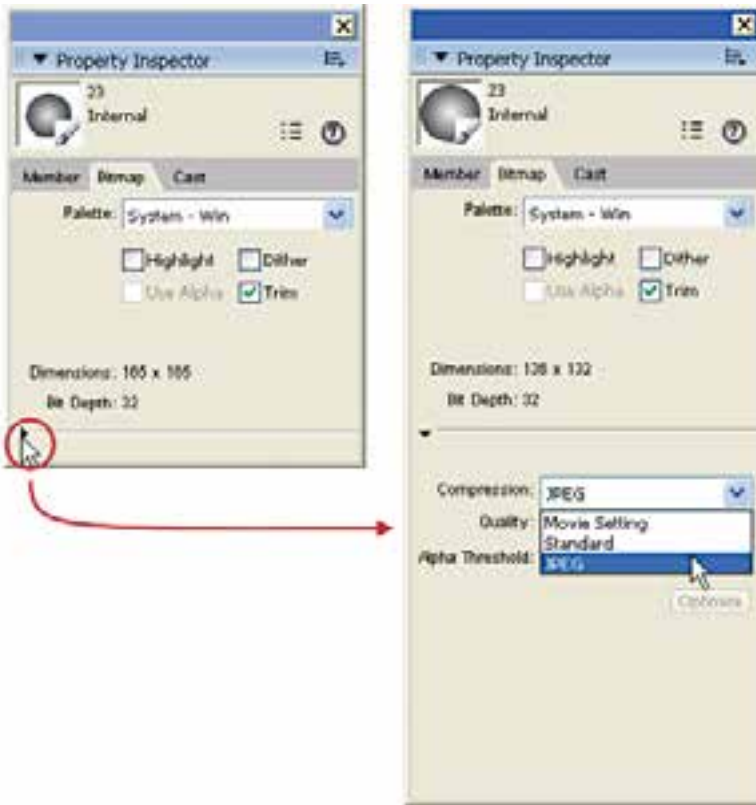 Property Inspector
23
Internal
Member Bitmap Cast
Palette: System - Win
Highlight Dither
Use Alpha Trim
Dimensions: 165 x 165
Bit Depth: 32
Property Inspector
23
Internal
Member Bitmap Cast
Palette: System - Win
Highlight Dither
Use Alpha Trim
Dimensions: 138 x 132
Bit Depth: 32
Compression: JPEG
Quality: Movie Setting
Standard
Alpha Threshold: JPEG
Optimize